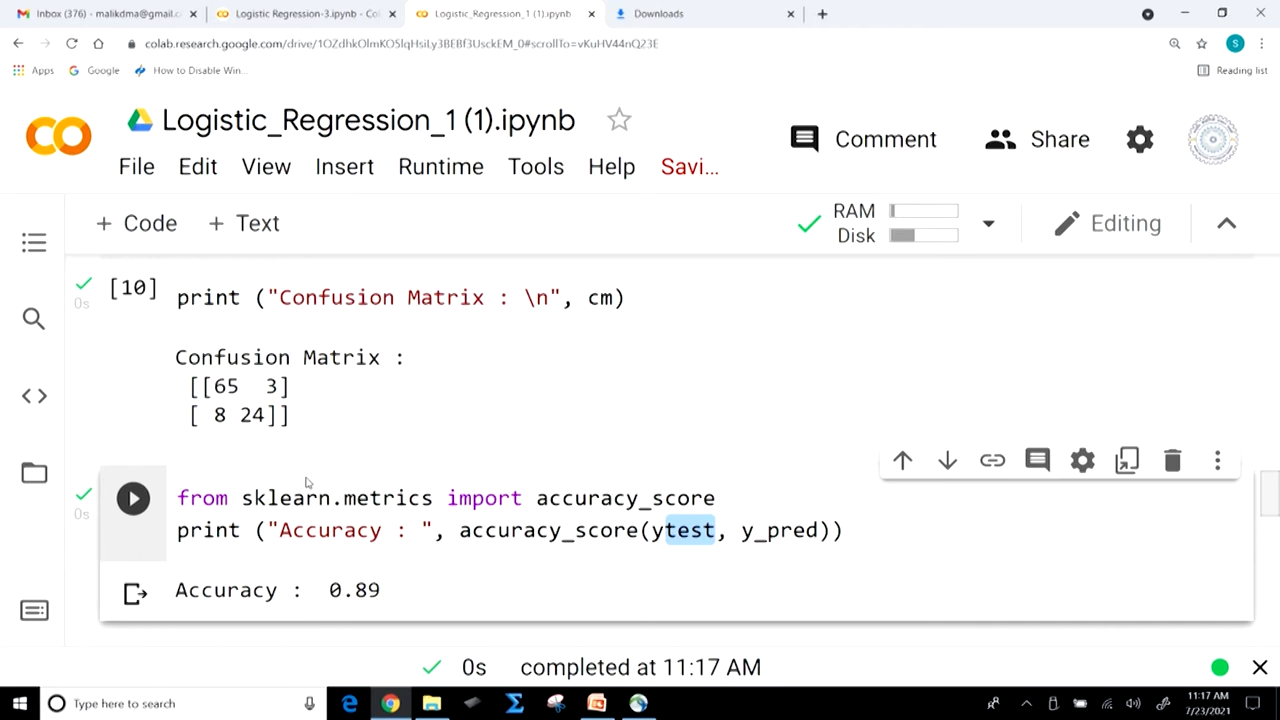 Inbox (376) - malikdma@gmail.c
Logistic Regression-3.ipynb - Col
Logistic_Regression_1 (1).ipynb
Downloads
colab.research.google.com/drive/1OZdhkOlmKO5lqHsiLy3BEBf3UsckEM_0#scrollTo=vKuHV44nQ23E
S
Apps
Google
How to Disable Win...
Reading list
Logistic_Regression_1 (1).ipynb
Comment
Share
File Edit View Insert Runtime Tools Help Savi...
+ Code + Text
RAM
Disk
Editing
[10] print ("Confusion Matrix : \n", cm)
0s
Confusion Matrix :
[[65 3]
[ 8 24]]
from sklearn.metrics import accuracy_score
0s
print ("Accuracy : ", accuracy_score(ytest, y_pred))
Accuracy : 0.89
0s completed at 11:17 AM
Type here to search
11:17 AM
7/23/2021